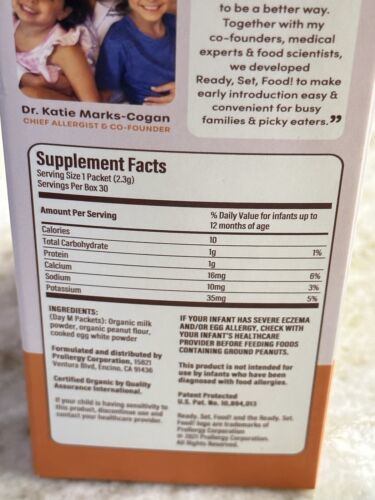 to be a better way.
Together with my
co-founders, medical
experts & food scientists,
we developed
Ready, Set, Food! to make
early introduction easy &
convenient for busy
families & picky eaters.”
Dr. Katie Marks-Cogan
CHIEF ALLERGIST & CO-FOUNDER
Supplement Facts
Serving Size 1 Packet (2.3g)
Servings Per Box 30
Amount Per Serving
% Daily Value for infants up to
12 months of age
Calories 10
Total Carbohydrate 1g 1%
Protein 1g
Calcium 16mg 6%
Sodium 10mg 3%
Potassium 35mg 5%
INGREDIENTS:
(Day M Packets): Organic milk
powder, organic peanut flour,
cooked egg white powder
Formulated and distributed by
Prollergy Corporation, 15821
Ventura Blvd, Encino, CA 91436
Certified Organic by Quality
Assurance International.
If your child is having sensitivity to
this product, discontinue use and
contact your healthcare provider.
IF YOUR INFANT HAS SEVERE ECZEMA
AND/OR EGG ALLERGY, CHECK WITH
YOUR INFANT'S HEALTHCARE
PROVIDER BEFORE FEEDING FOODS
CONTAINING GROUND PEANUTS.
This product is not intended for
use by infants who have been
diagnosed with food allergies.
Patent Protected
U.S. Pat. No. 10,894,013
Ready, Set, Food! and the Ready, Set,
Food! logo are trademarks of
Prollergy Corporation
© 2021 Prollergy Corporation.
All Rights Reserved